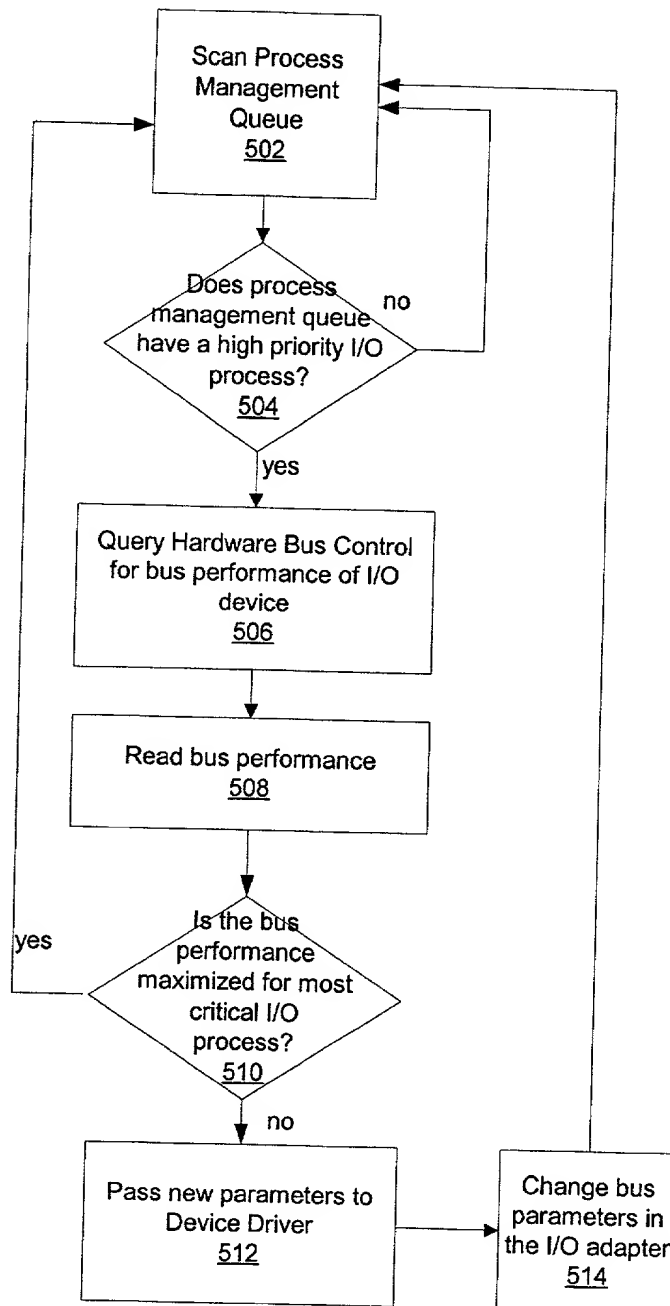 Scan Process
Management
Queue
502
Does process
management queue
have a high priority I/O
process?
504
no
yes
Query Hardware Bus Control
for bus performance of I/O
device
506
Read bus performance
508
Is the bus
performance
maximized for most
critical I/O
process?
510
yes
no
Pass new parameters to
Device Driver
512
Change bus
parameters in
the I/O adapter
514